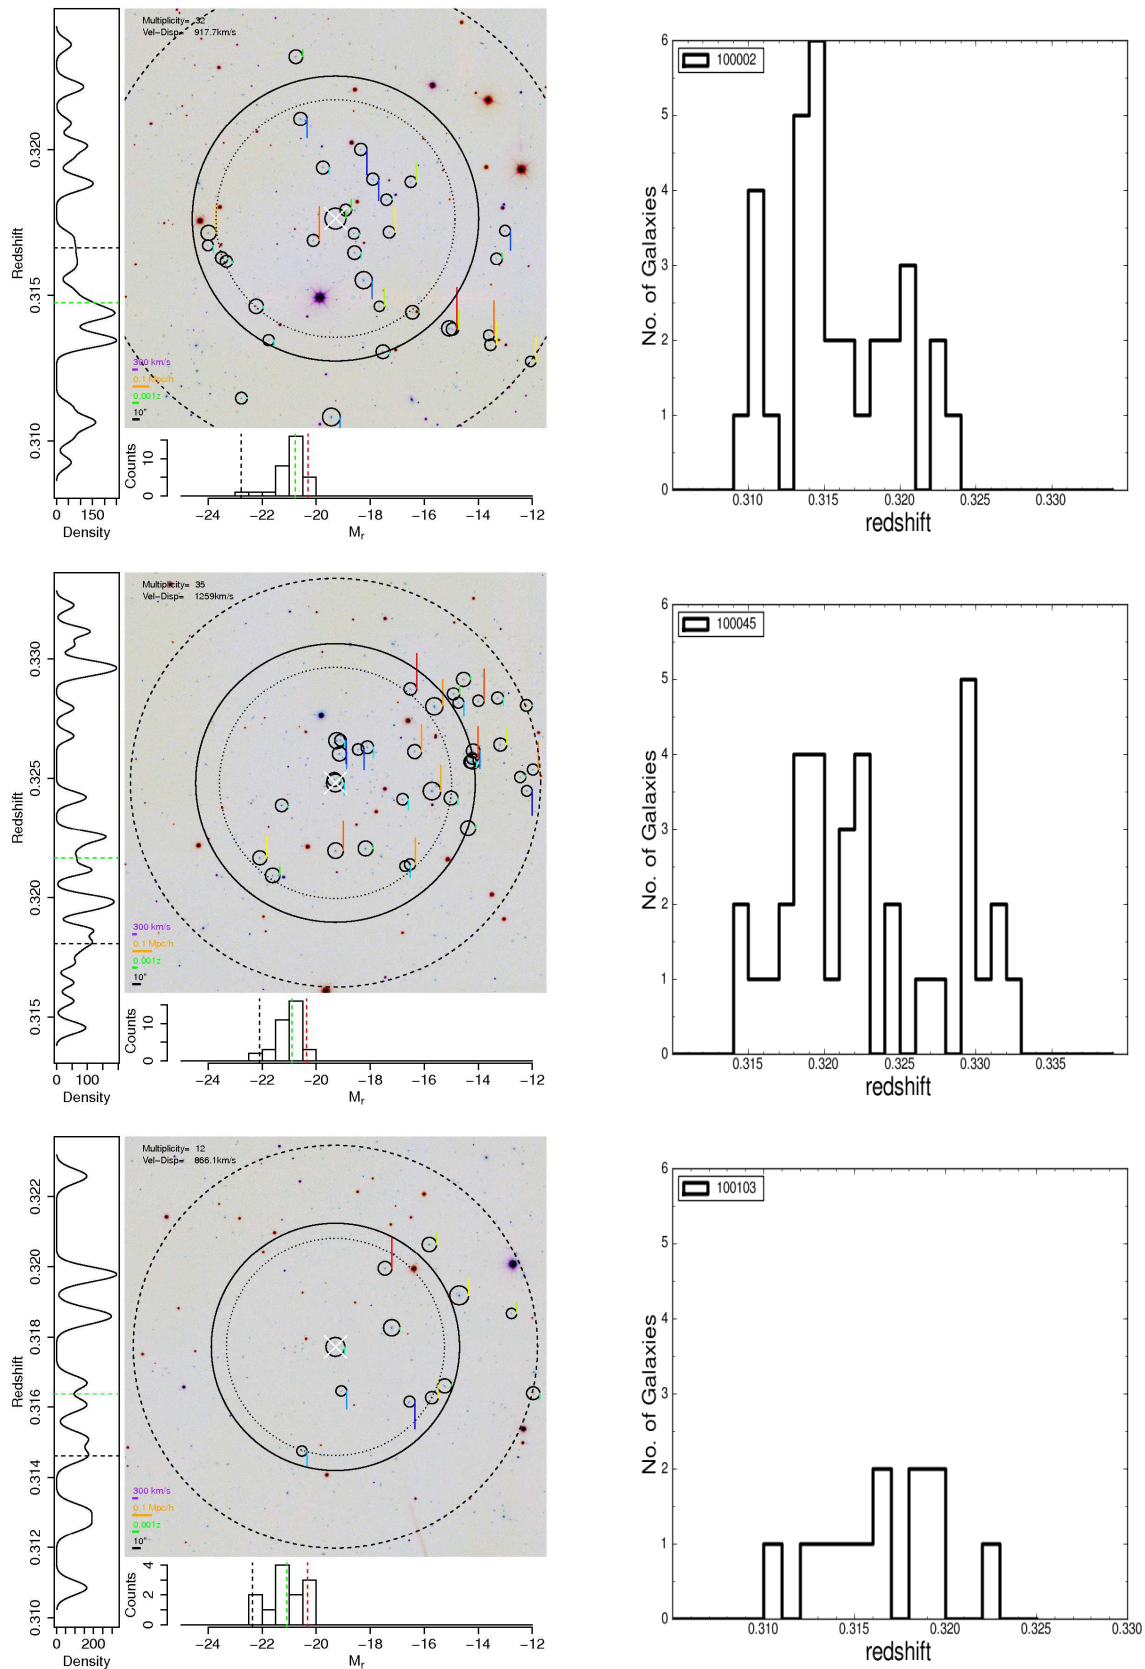 Multiplicity= 32
Vel-Disp= 917.7km/s
Redshift
0.320
0.315
0.310
300 km/s
0.1 Mpc/h
0.001z
10"
0 150
Density
Counts
10
0
-24 -22 -20 -18 -16 -14 -12
Mr
100002
No. of Galaxies
6
5
4
3
2
1
0
0.310 0.315 0.320 0.325 0.330
redshift
Multiplicity= 35
Vel-Disp= 1259km/s
Redshift
0.330
0.325
0.320
0.315
300 km/s
0.1 Mpc/h
0.001z
10"
0 100
Density
Counts
10
0
-24 -22 -20 -18 -16 -14 -12
Mr
100045
No. of Galaxies
6
5
4
3
2
1
0
0.315 0.320 0.325 0.330 0.335
redshift
Multiplicity= 12
Vel-Disp= 866.1km/s
Redshift
0.322
0.320
0.318
0.316
0.314
0.312
0.310
300 km/s
0.1 Mpc/h
0.001z
10"
0 200
Density
Counts
4
2
0
-24 -22 -20 -18 -16 -14 -12
Mr
100103
No. of Galaxies
6
5
4
3
2
1
0
0.310 0.315 0.320 0.325 0.330
redshift